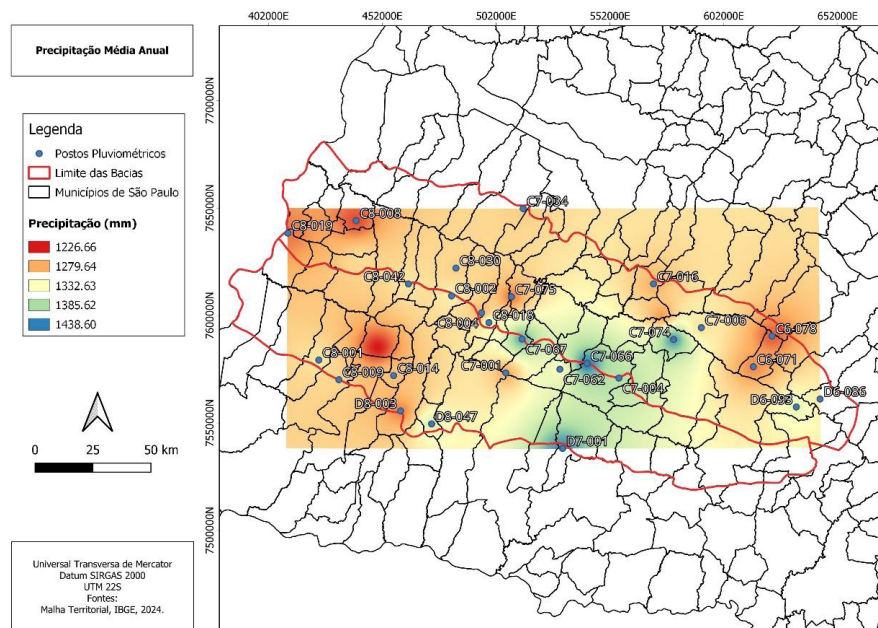 Precipitação Média Anual
Legenda
Postos Pluviométricos
Limite das Bacias
Municípios de São Paulo
Precipitação (mm)
1226.66
1279.64
1332.63
1385.62
1438.60
0 25 50 km
Universal Transversa de Mercator
Datum SIRGAS 2000
UTM 22S
Fontes:
Malha Territorial, IBGE, 2024.
402000E 452000E 502000E 552000E 602000E 652000E
7700000N
7650000N
7600000N
7550000N
7500000N
C7-034
C8-008
C8-019
C8-030
C8-042
C7-016
C8-002
C7-075
C8-004
C8-018
C7-006
C6-078
C7-074
C7-067
C8-001
C7-066
C6-071
C8-009
C8-014
C7-001
C7-062
C7-004
D6-086
D6-093
D8-003
D8-047
D7-001